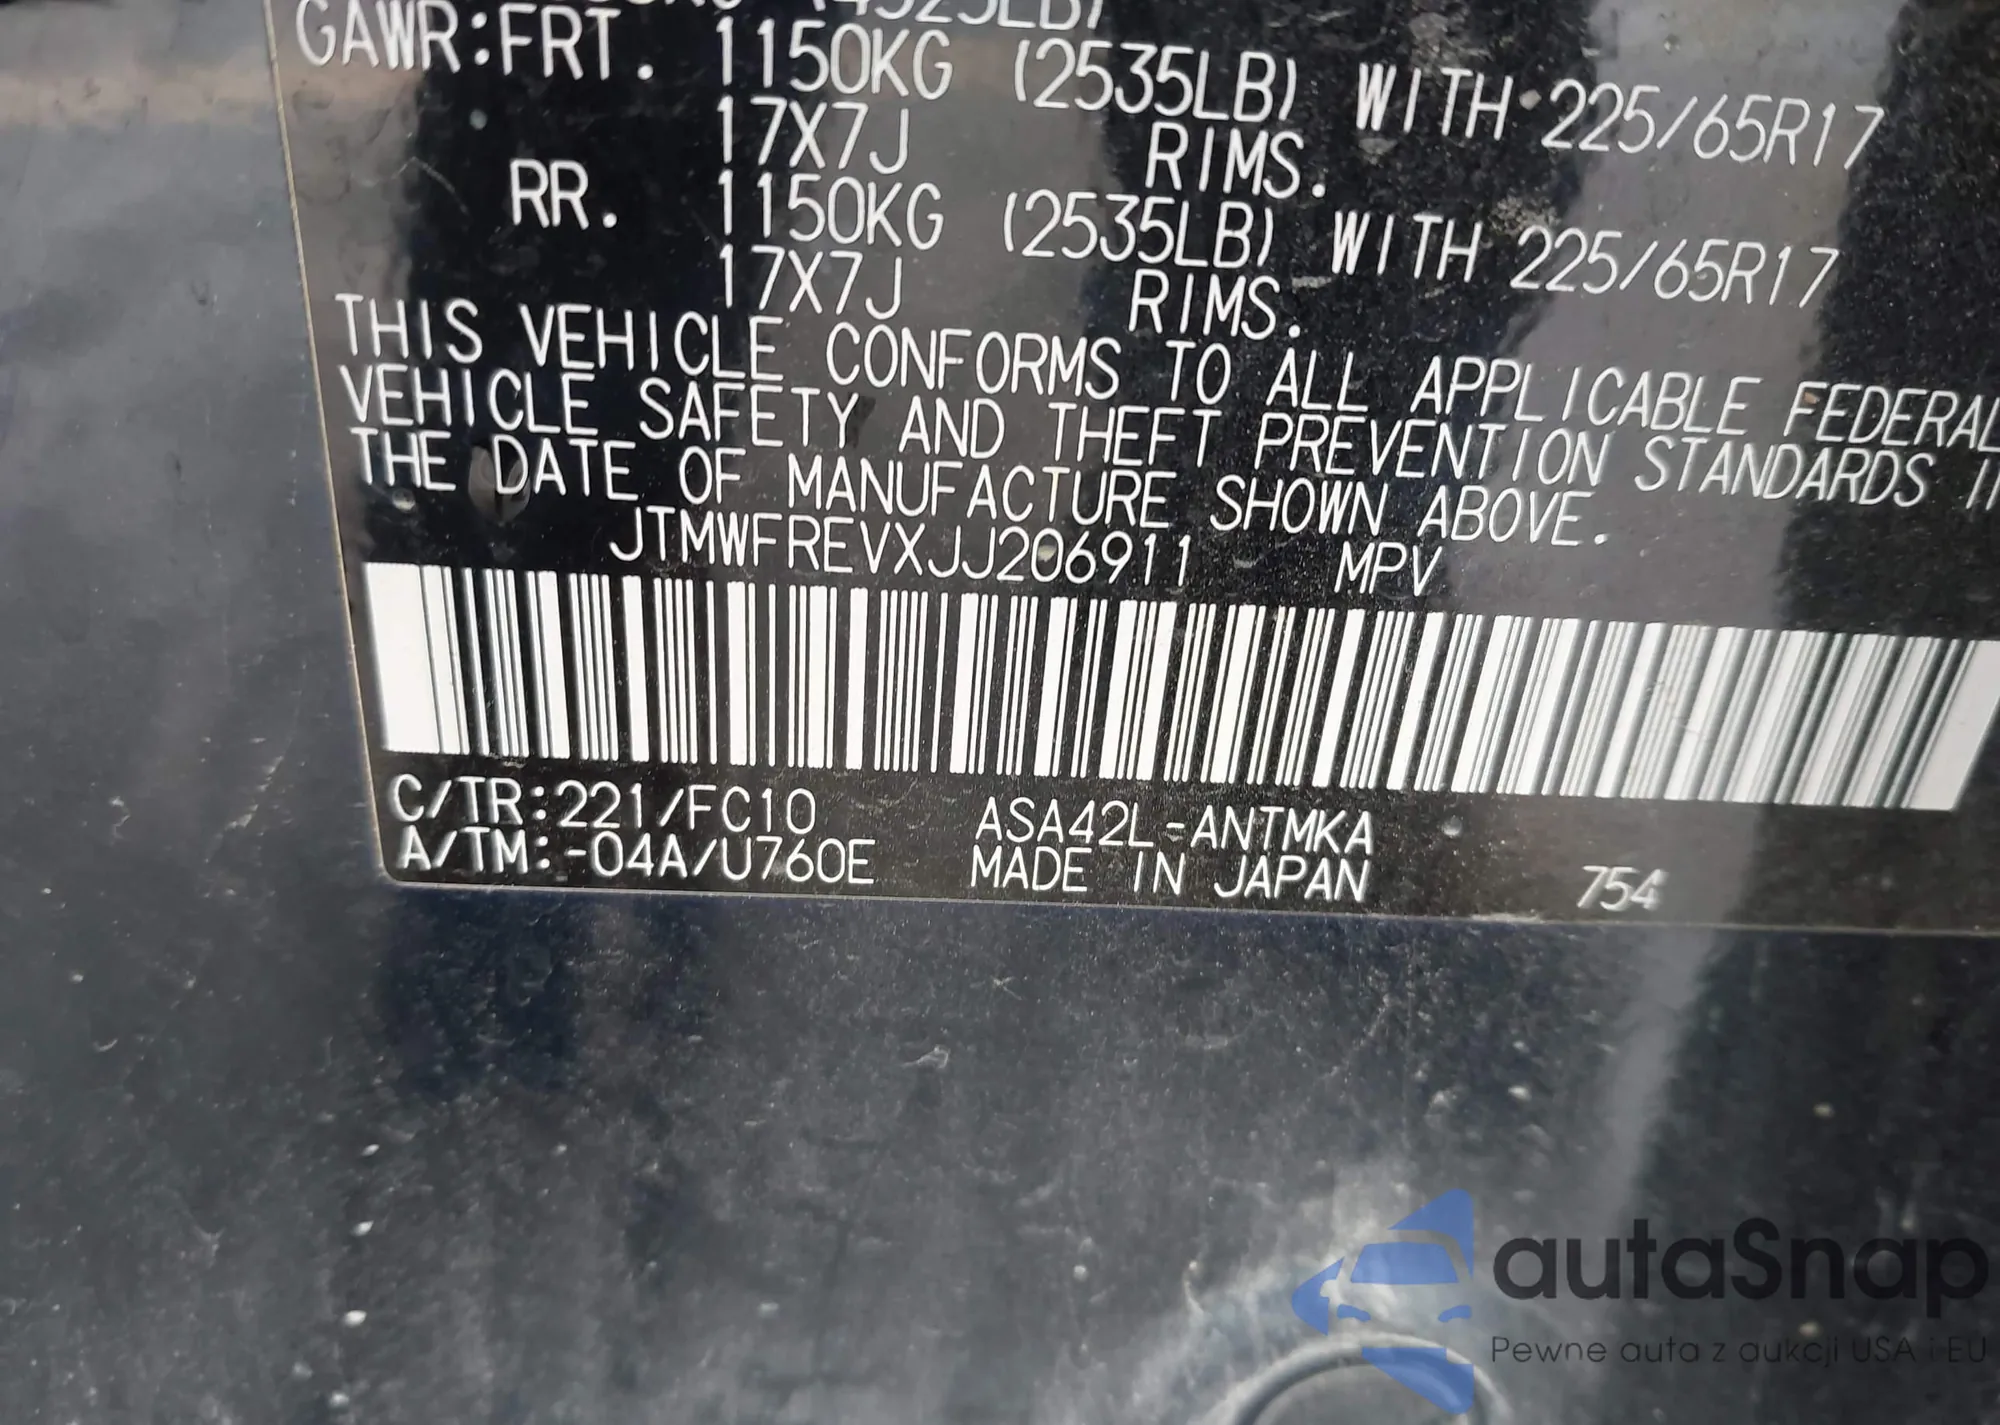 GAWR:FRT. 1150KG (2535LB) WITH 225/65R17
17X7J RIMS.
RR. 1150KG (2535LB) WITH 225/65R17
17X7J RIMS.
THIS VEHICLE CONFORMS TO ALL APPLICABLE FEDERAL
VEHICLE SAFETY AND THEFT PREVENTION STANDARDS I
THE DATE OF MANUFACTURE SHOWN ABOVE.
JTMWFREVXJJ206911 MPV
C/TR:221/FC10 ASA42L-ANTMKA
A/TM:-04A/U760E MADE IN JAPAN 754
autaSnap
Pewne auta z aukcji USA i EU